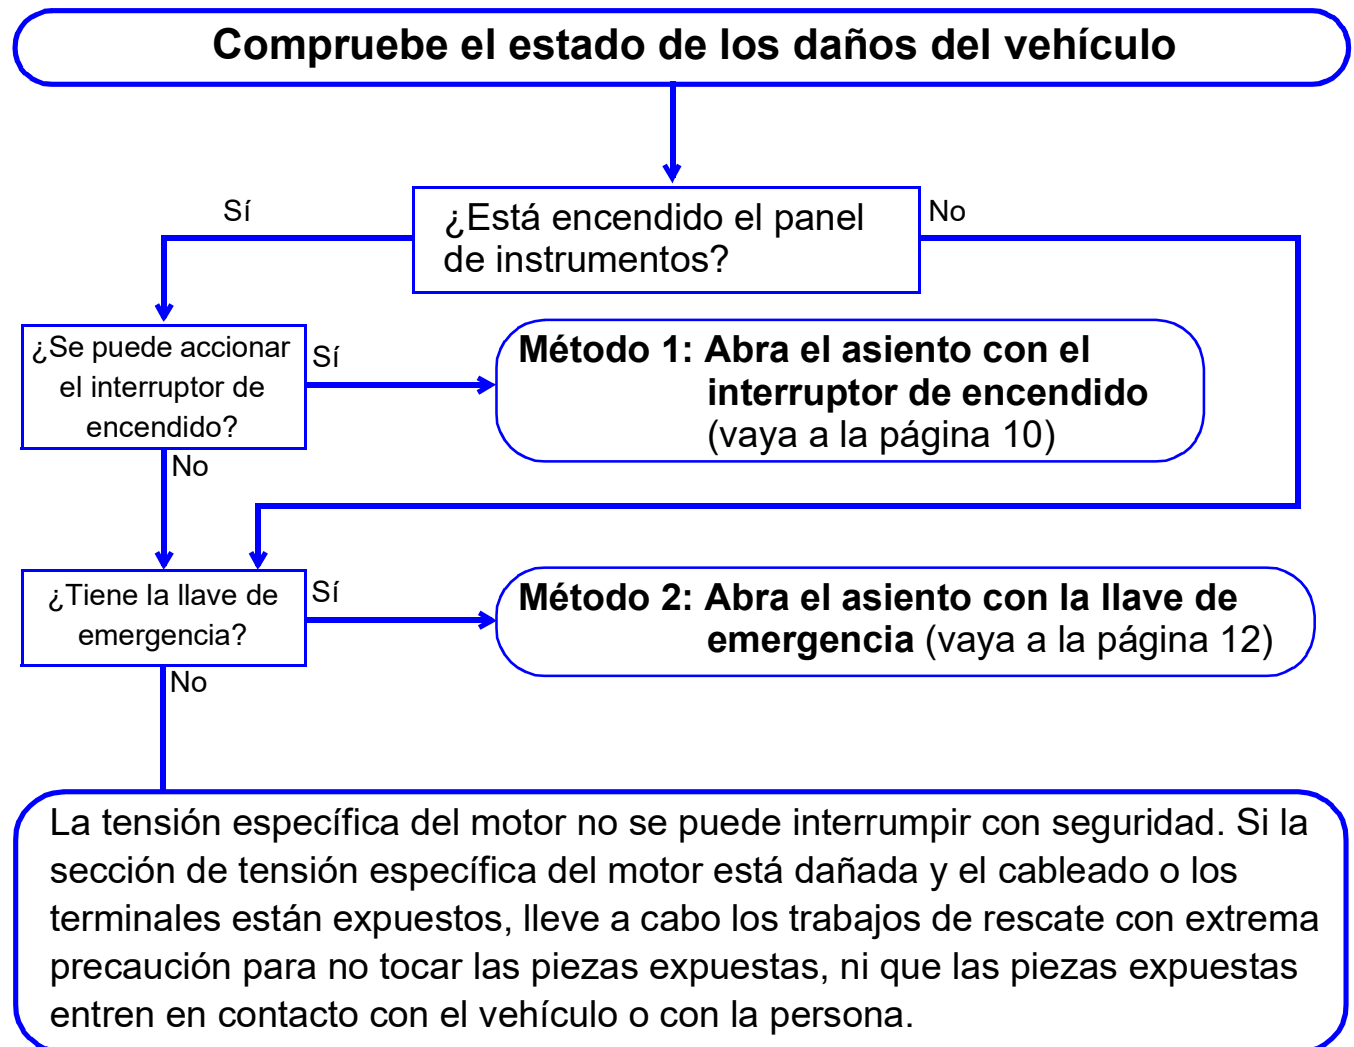 Compruebe el estado de los daños del vehículo
Sí
¿Está encendido el panel
de instrumentos?
No
¿Se puede accionar
el interruptor de
encendido?
Sí
Método 1: Abra el asiento con el
interruptor de encendido
(vaya a la página 10)
No
¿Tiene la llave de
emergencia?
Sí
Método 2: Abra el asiento con la llave de
emergencia (vaya a la página 12)
No
La tensión específica del motor no se puede interrumpir con seguridad. Si la
sección de tensión específica del motor está dañada y el cableado o los
terminales están expuestos, lleve a cabo los trabajos de rescate con extrema
precaución para no tocar las piezas expuestas, ni que las piezas expuestas
entren en contacto con el vehículo o con la persona.